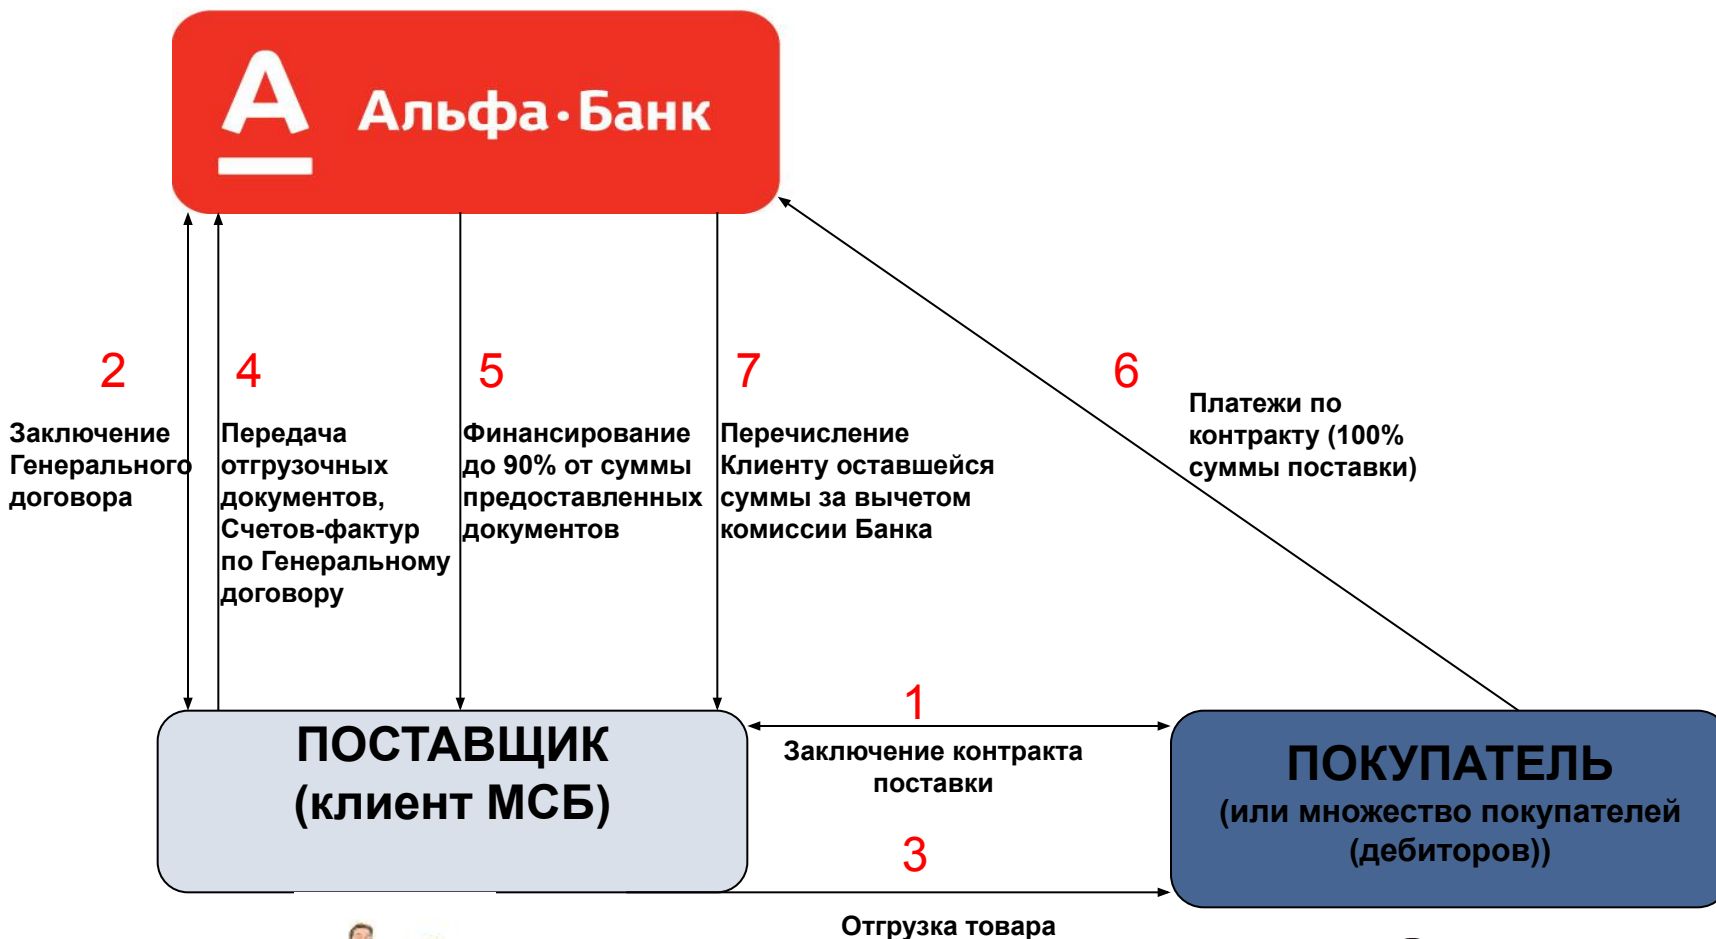 А Альфа·Банк
2
Заключение
Генерального
договора
4
Передача
отгрузочных
документов,
Счетов-фактур
по Генеральному
договору
5
Финансирование
до 90% от суммы
предоставленных
документов
7
Перечисление
Клиенту оставшейся
суммы за вычетом
комиссии Банка
6
Платежи по
контракту (100%
суммы поставки)
ПОСТАВЩИК
(клиент МСБ)
1
Заключение контракта
поставки
3
Отгрузка товара
ПОКУПАТЕЛЬ
(или множество покупателей
(дебиторов))